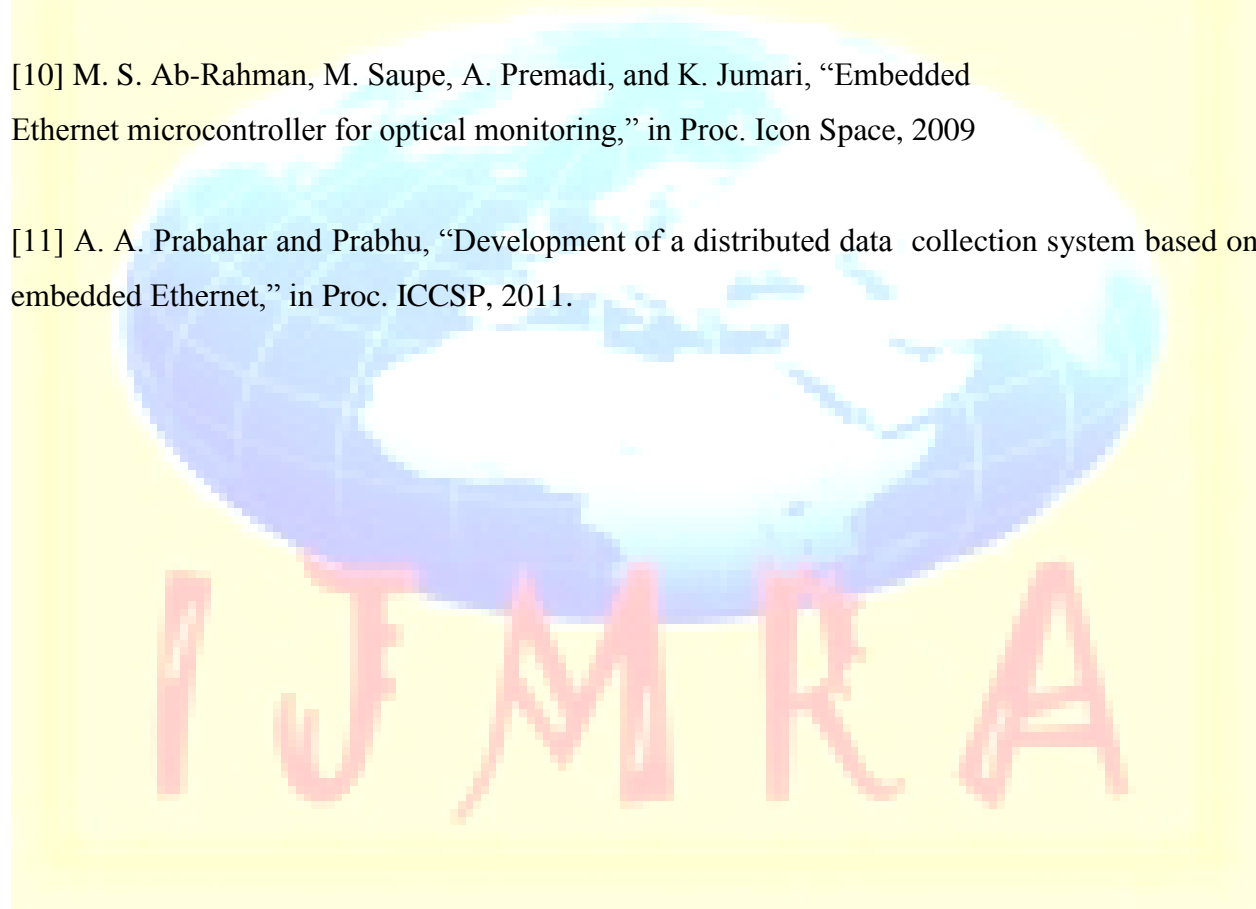 [10] M. S. Ab-Rahman, M. Saupe, A. Premadi, and K. Jumari, “Embedded
Ethernet microcontroller for optical monitoring,” in Proc. Icon Space, 2009
[11] A. A. Prabahar and Prabhu, “Development of a distributed data  collection system based on
embedded Ethernet,” in Proc. ICCSP, 2011.
IJMRA